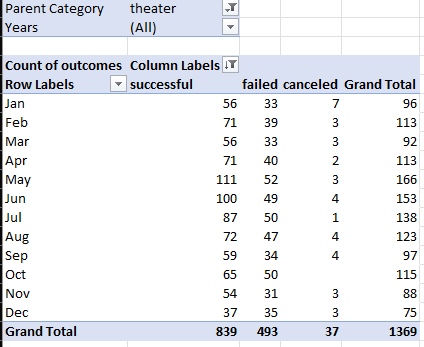 Parent Category theater
Years (All)
Count of outcomes Column Labels
Row Labels successful failed canceled Grand Total
Jan 56 33 7 96
Feb 71 39 3 113
Mar 56 33 3 92
Apr 71 40 2 113
May 111 52 3 166
Jun 100 49 4 153
Jul 87 50 1 138
Aug 72 47 4 123
Sep 59 34 4 97
Oct 65 50 115
Nov 54 31 3 88
Dec 37 35 3 75
Grand Total 839 493 37 1369